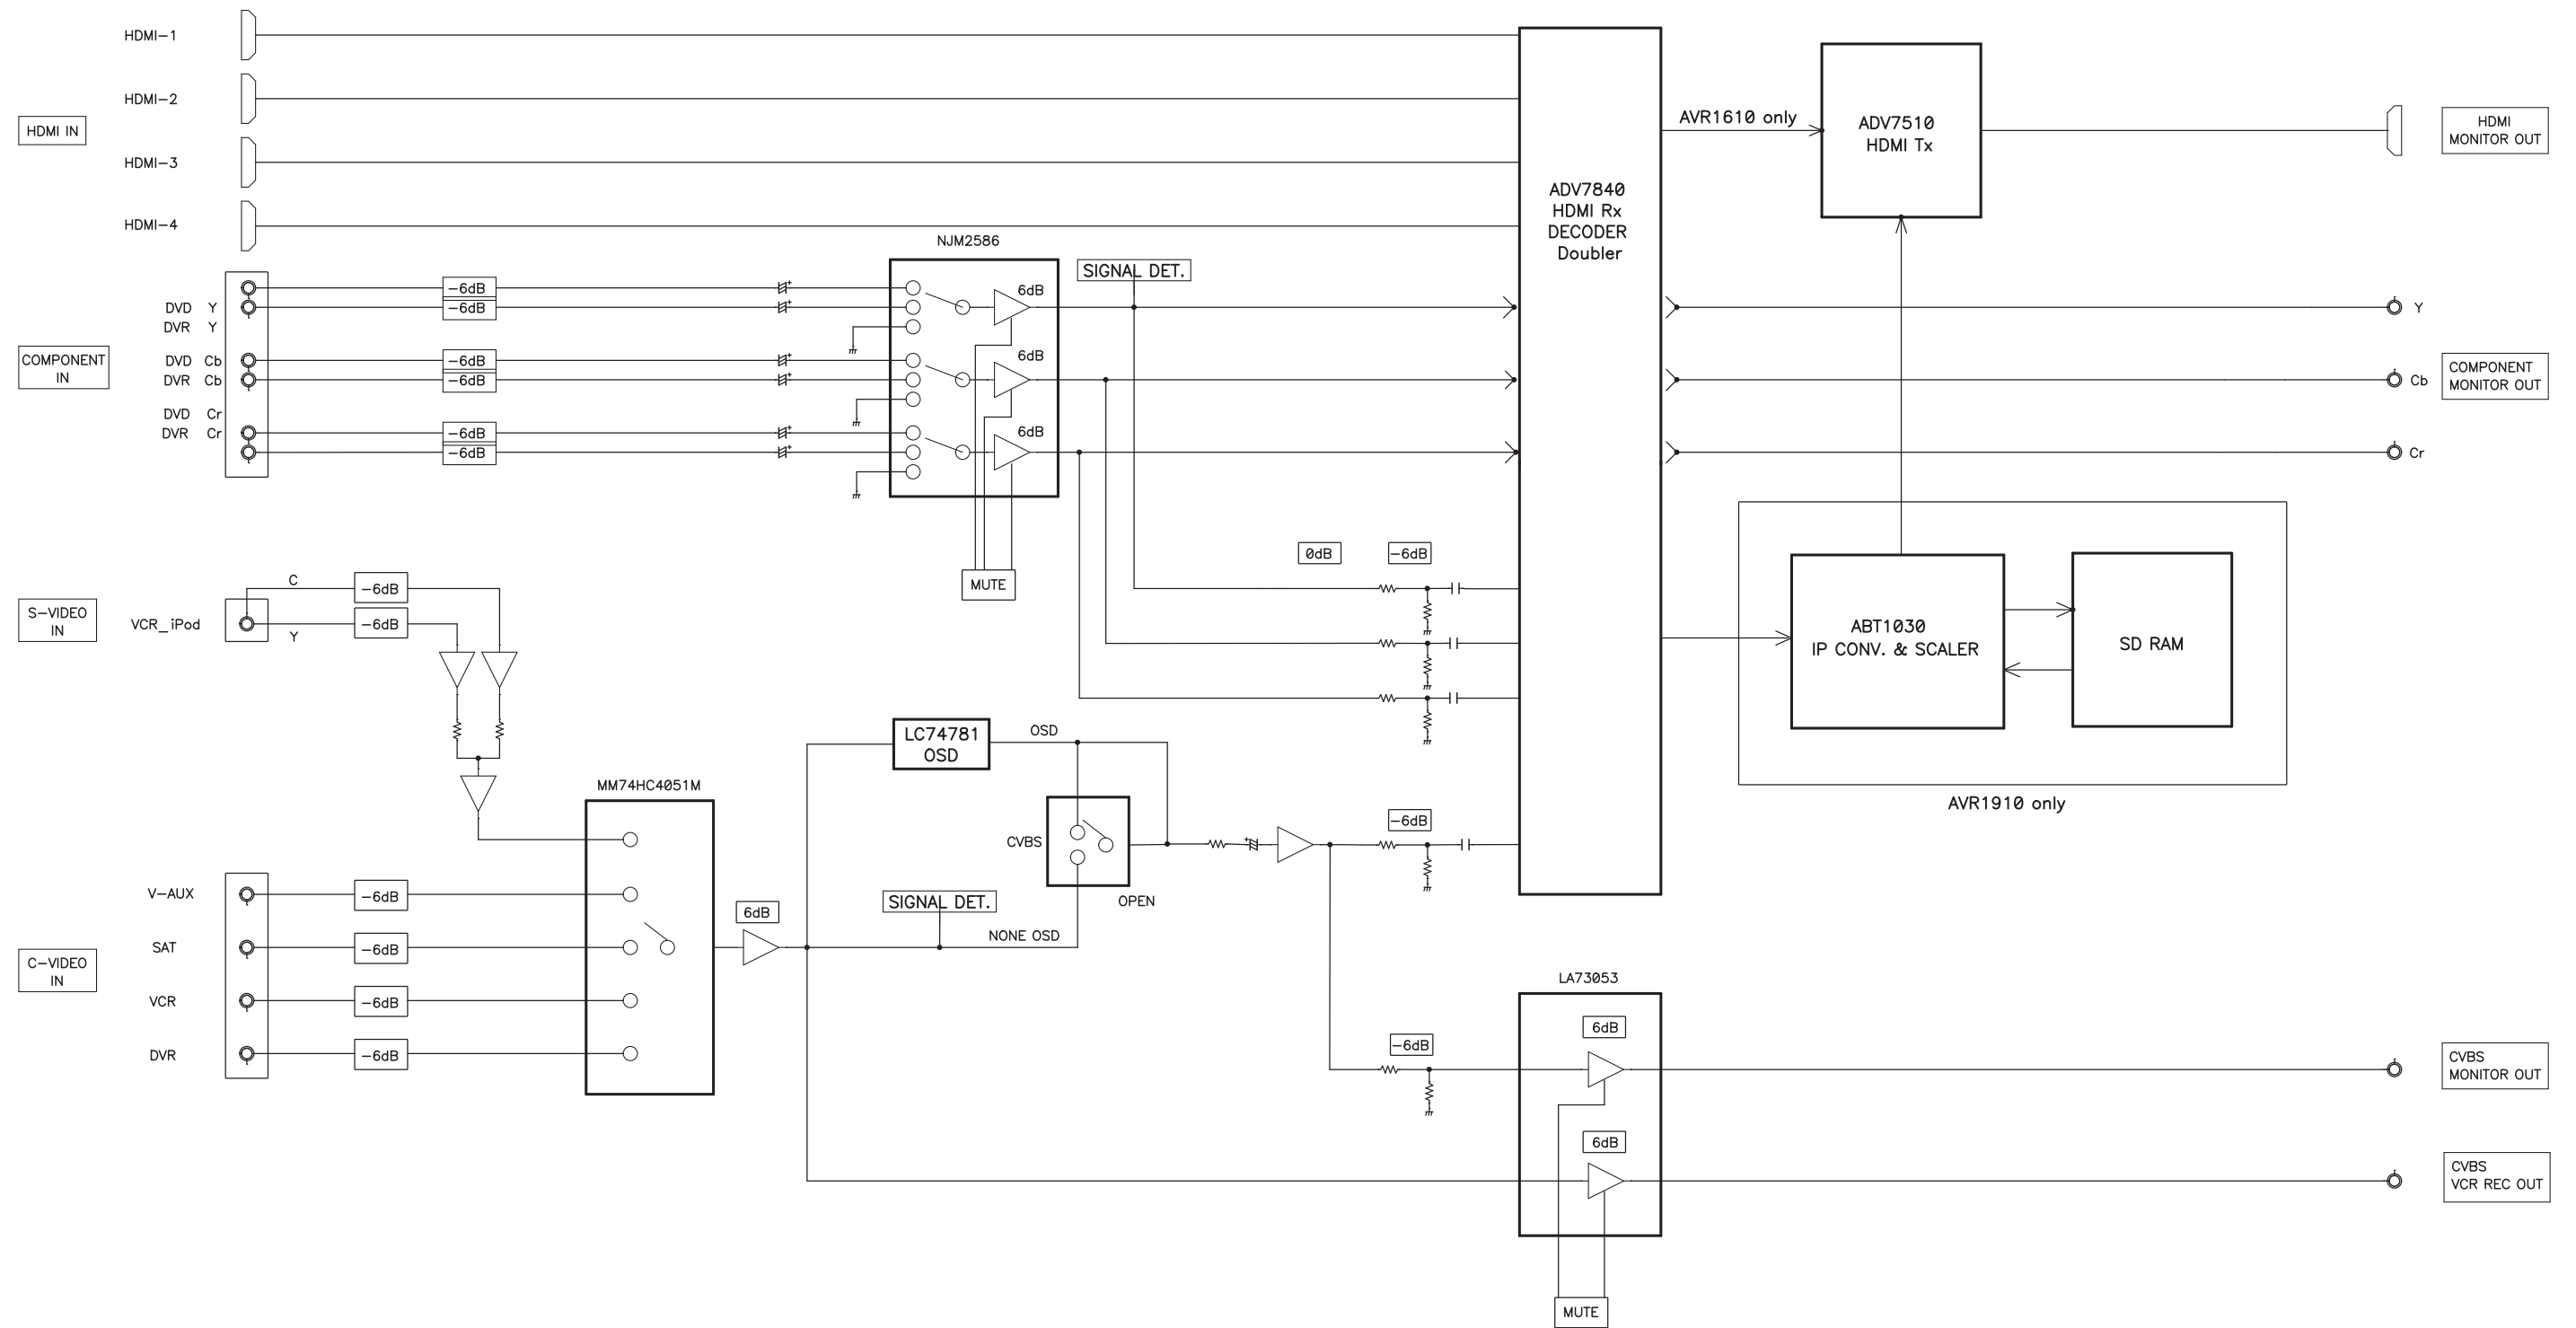 HDMI-1
HDMI-2
HDMI IN
HDMI-3
HDMI-4
AVR1610 only
ADV7510
HDMI Tx
HDMI
MONITOR OUT
ADV7840
HDMI Rx
DECODER
Doubler
NJM2586
SIGNAL DET.
COMPONENT
IN
DVD Y
DVR Y
DVD Cb
DVR Cb
DVD Cr
DVR Cr
-6dB
-6dB
-6dB
-6dB
-6dB
-6dB
6dB
6dB
6dB
MUTE
Y
Cb
Cr
COMPONENT
MONITOR OUT
0dB
-6dB
S-VIDEO
IN
VCR_iPod
C
Y
-6dB
-6dB
ABT1030
IP CONV. & SCALER
SD RAM
AVR1910 only
LC74781
OSD
OSD
MM74HC4051M
CVBS
OPEN
-6dB
SIGNAL DET.
NONE OSD
6dB
C-VIDEO
IN
V-AUX
SAT
VCR
DVR
-6dB
-6dB
-6dB
-6dB
LA73053
6dB
-6dB
6dB
MUTE
CVBS
MONITOR OUT
CVBS
VCR REC OUT